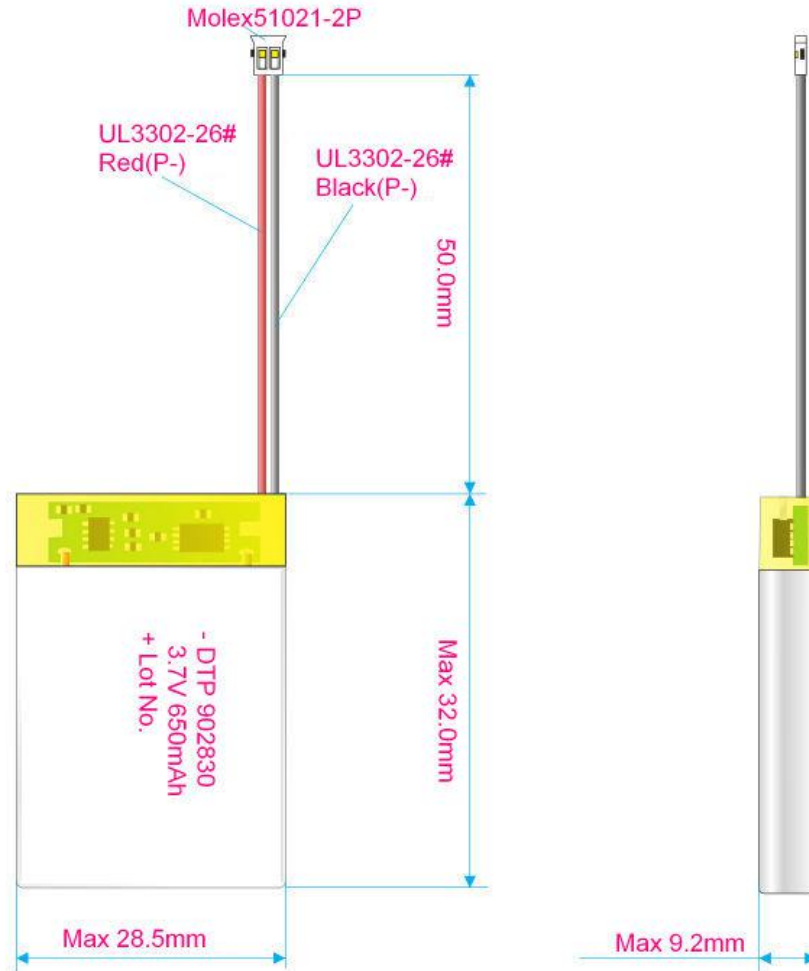 Molex51021-2P
UL3302-26#
Red(P-)
UL3302-26#
Black(P-)
50.0mm
- DTP 902830
3.7V 650mAh
+ Lot No.
Max 32.0mm
Max 28.5mm
Max 9.2mm